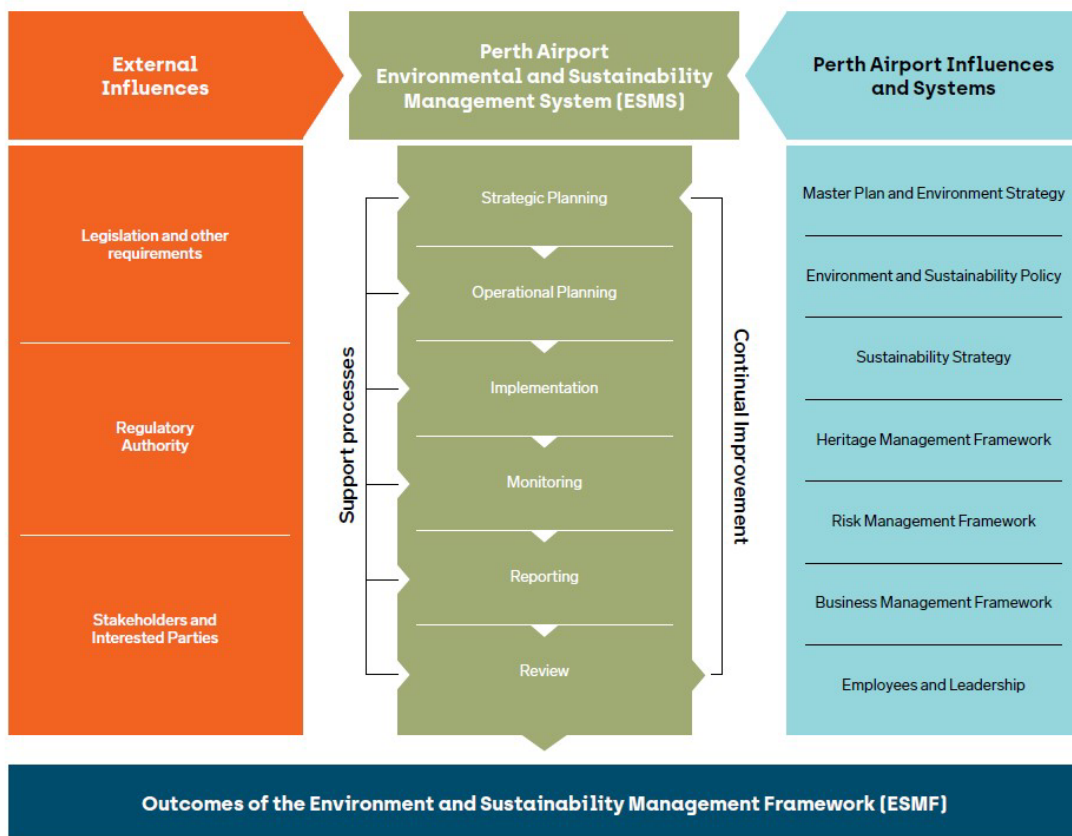 External
Influences
Perth Airport
Environmental and Sustainability
Management System (ESMS)
Perth Airport Influences
and Systems
Legislation and other
requirements
Regulatory
Authority
Stakeholders and
Interested Parties
Support processes
Strategic Planning
Operational Planning
Implementation
Monitoring
Reporting
Review
Continual Improvement
Master Plan and Environment Strategy
Environment and Sustainability Policy
Sustainability Strategy
Heritage Management Framework
Risk Management Framework
Business Management Framework
Employees and Leadership
Outcomes of the Environment and Sustainability Management Framework (ESMF)